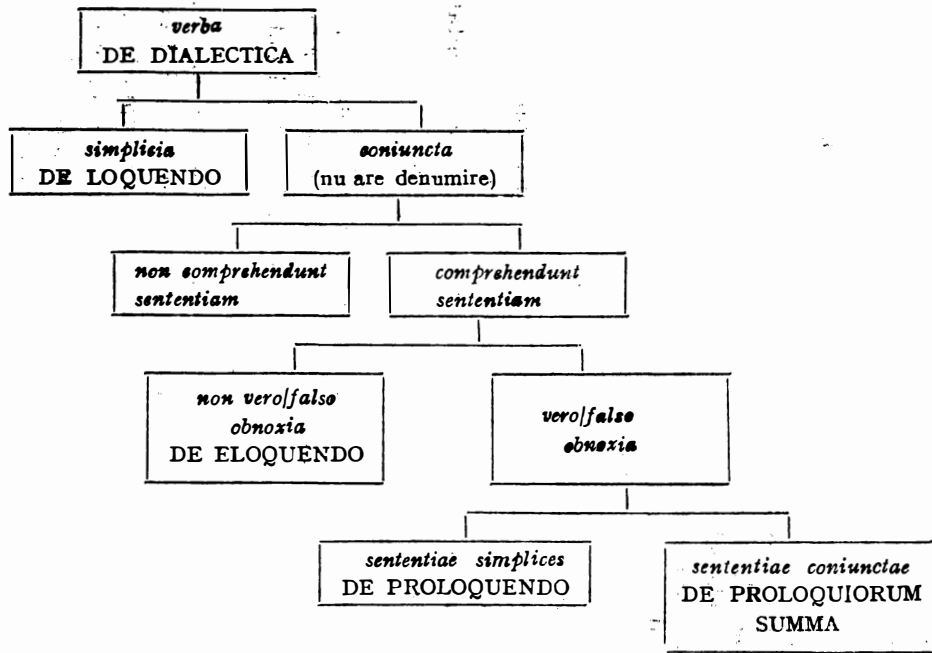 verba
DE DIALECTICA
simplicia
DE LOQUENDO
coniuncta
(nu are denumire)
non comprehendunt
sententiam
comprehendunt
sententiam
non vero/falso
obnoxia
DE ELOQUENDO
vero/falso
obnoxia
sententiae simplices
DE PROLOQUENDO
sententiae coniunctae
DE PROLOQUIORUM
SUMMA